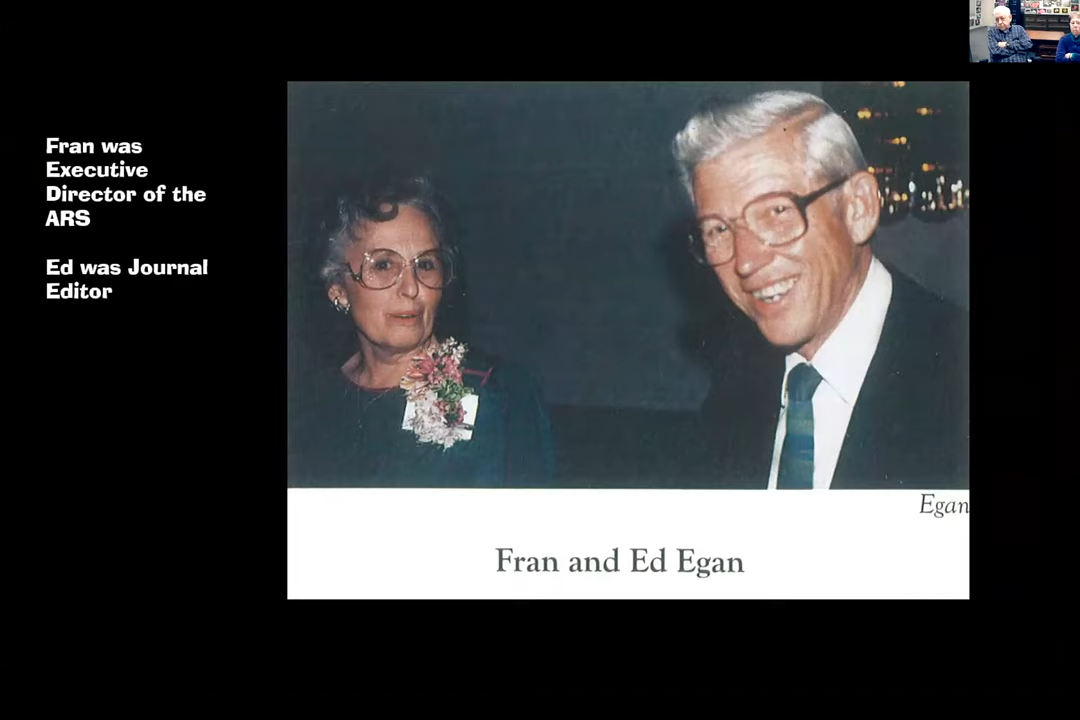 Fran was
Executive
Director of the
ARS
Ed was Journal
Editor
Egan
Fran and Ed Egan